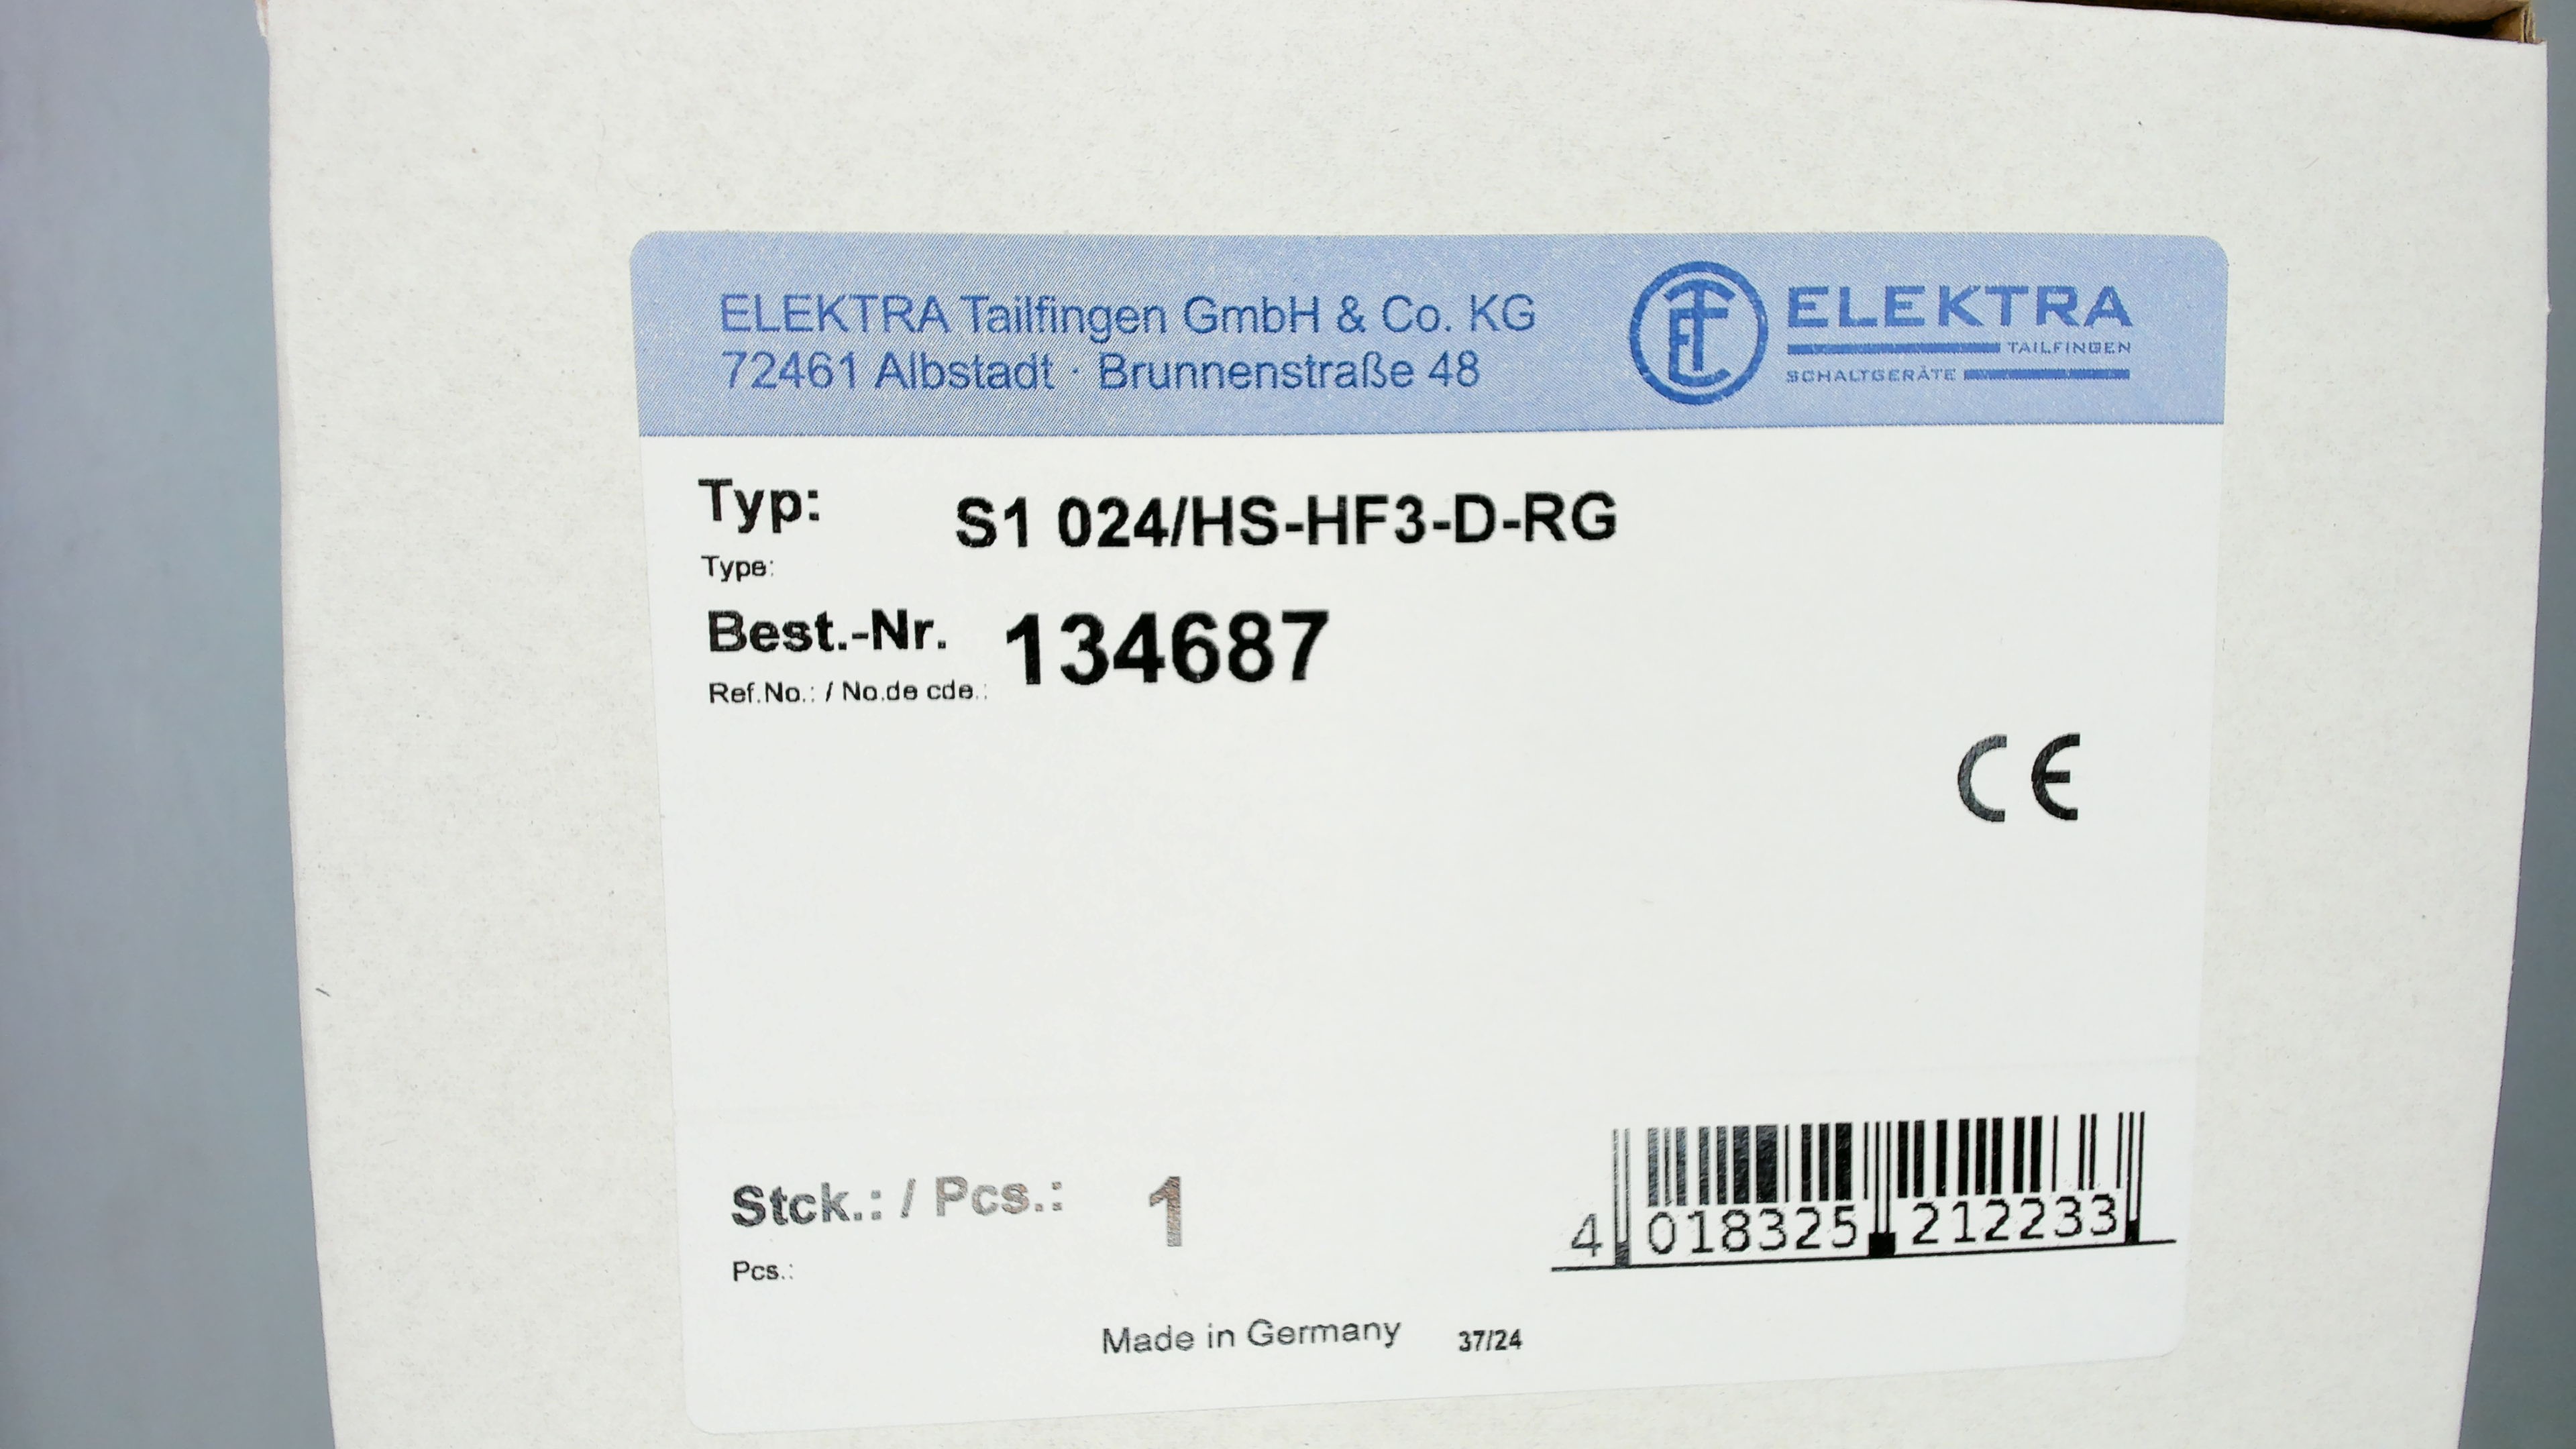 ELEKTRA Tailfingen GmbH & Co. KG
72461 Albstadt · Brunnenstraße 48
ELEKTRA
TAILFINGEN
SCHALTGERÄTE
Typ: S1 024/HS-HF3-D-RG
Type:
Best.-Nr. 134687
Ref.No.: / No.de cde.:
CE
Stck.: / Pcs.: 1
Pcs.:
4 018325 212233
Made in Germany 37/24